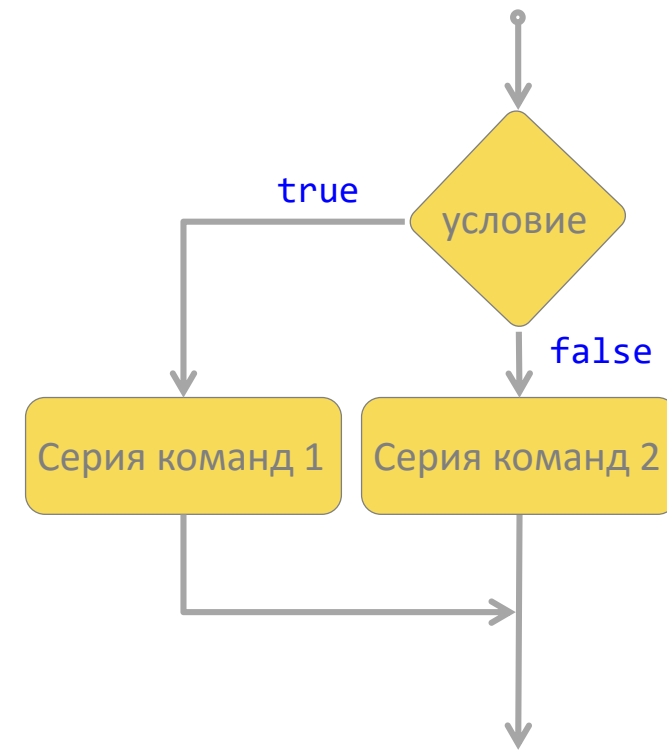 true
условие
false
Серия команд 1
Серия команд 2